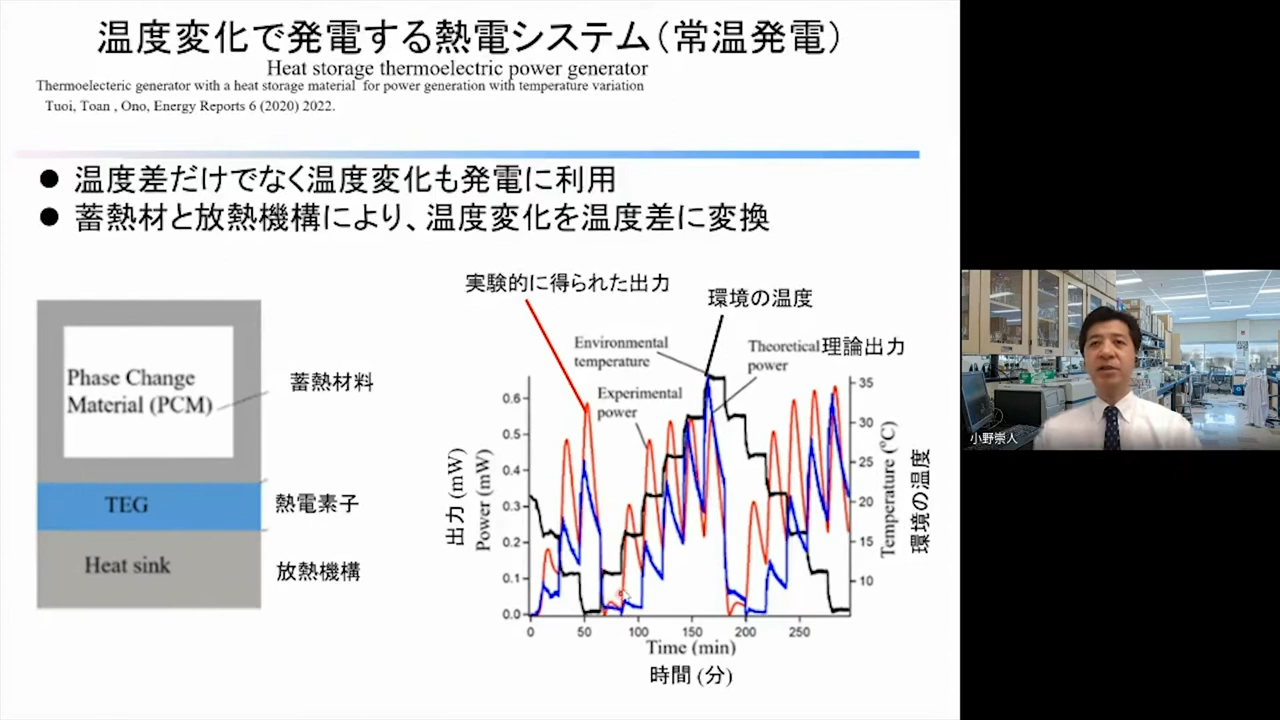 温度変化で発電する熱電システム（常温発電）
Heat storage thermoelectric power generator
Thermoelecteric generator with a heat storage material for power generation with temperature variation
Tuoi, Toan , Ono, Energy Reports 6 (2020) 2022.
● 温度差だけでなく温度変化も発電に利用
● 蓄熱材と放熱機構により、温度変化を温度差に変換
Phase Change
Material (PCM)
蓄熱材料
TEG
熱電素子
Heat sink
放熱機構
実験的に得られた出力
環境の温度
Environmental
temperature
Theoretical
power
理論出力
Experimental
power
出力 (mW)
Power (mW)
0.6
0.5
0.4
0.3
0.2
0.1
0.0
35
30
25
20
15
10
Temperature (°C)
環境の温度
0 50 100 150 200 250
Time (min)
時間 (分)
小野崇人